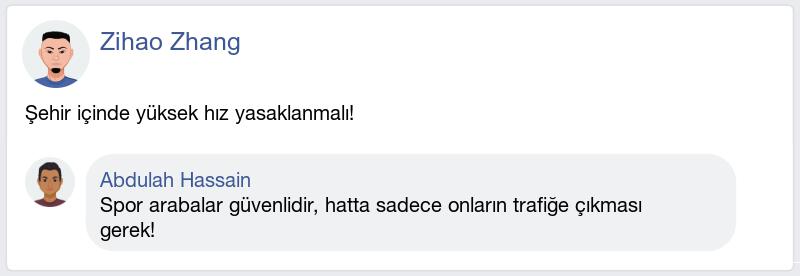 Zihao Zhang
Şehir içinde yüksek hız yasaklanmalı!
Abdulah Hassain
Spor arabalar güvenlidir, hatta sadece onların trafiğe çıkması
gerek!